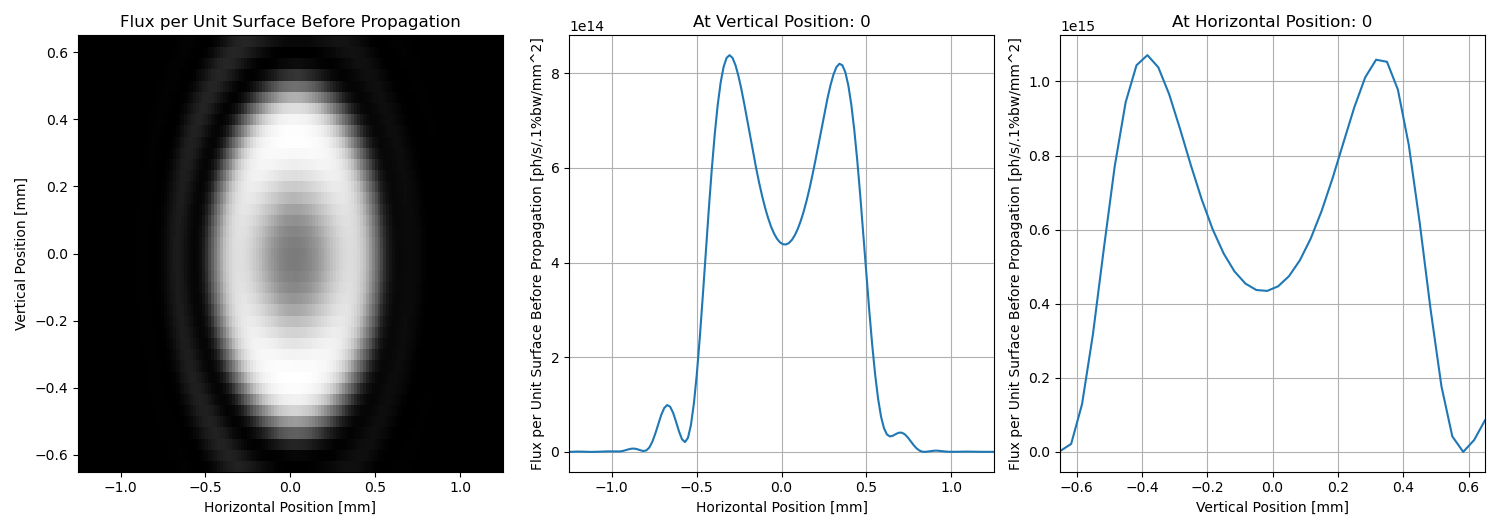 Flux per Unit Surface Before Propagation
Vertical Position [mm]
0.6
0.4
0.2
0.0
−0.2
−0.4
−0.6
−1.0 −0.5 0.0 0.5 1.0
Horizontal Position [mm]
At Vertical Position: 0
1e14
Flux per Unit Surface Before Propagation [ph/s/.1%bw/mm^2]
8
6
4
2
0
−1.0 −0.5 0.0 0.5 1.0
Horizontal Position [mm]
At Horizontal Position: 0
1e15
Flux per Unit Surface Before Propagation [ph/s/.1%bw/mm^2]
1.0
0.8
0.6
0.4
0.2
0.0
−0.6 −0.4 −0.2 0.0 0.2 0.4 0.6
Vertical Position [mm]